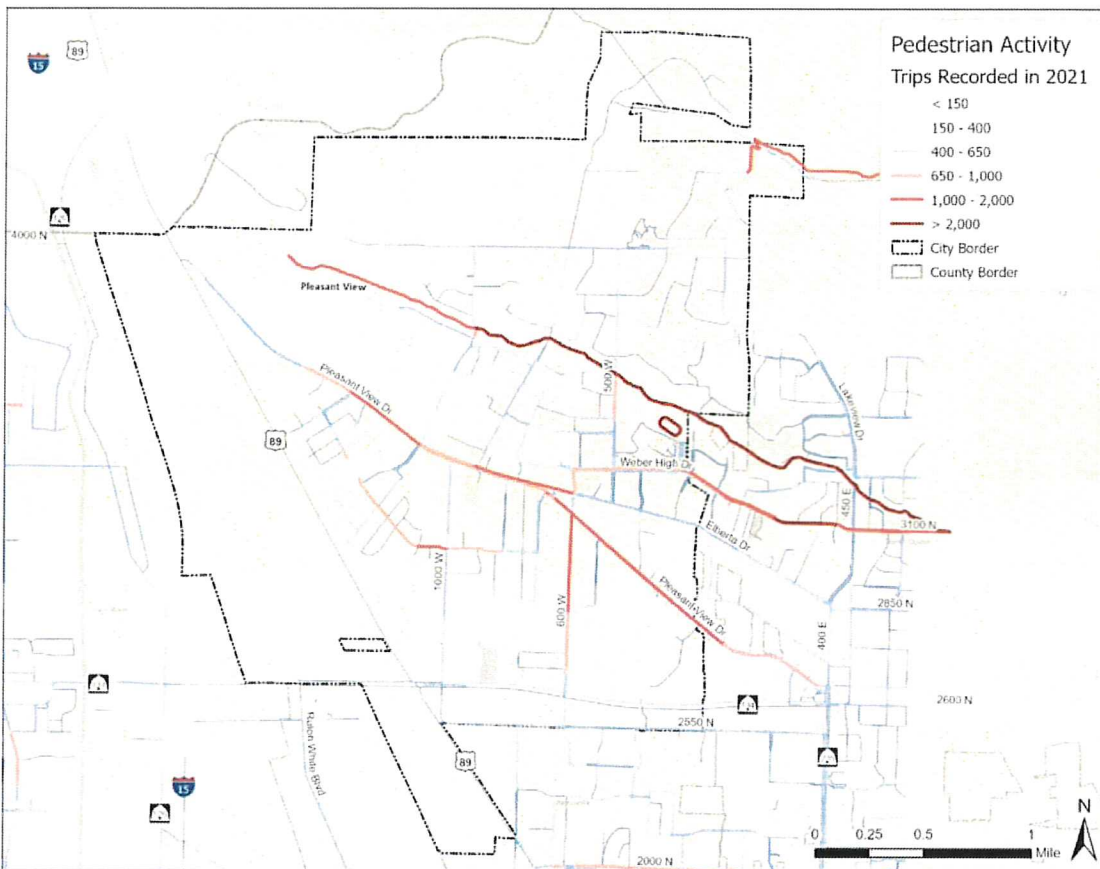 Pedestrian Activity
Trips Recorded in 2021
< 150
150 - 400
400 - 650
650 - 1,000
1,000 - 2,000
> 2,000
City Border
County Border
89
15
4000 N
Pleasant View
Pleasant View Dr
500 W
Lakeview Dr
89
Weber High Dr
450 E
3100 N
Elberta Dr
1000 W
Pleasant View Dr
600 W
2850 N
400 E
2600 N
2550 N
Rulon White Blvd
89
15
2000 N
N
0 0.25 0.5 1
Mile